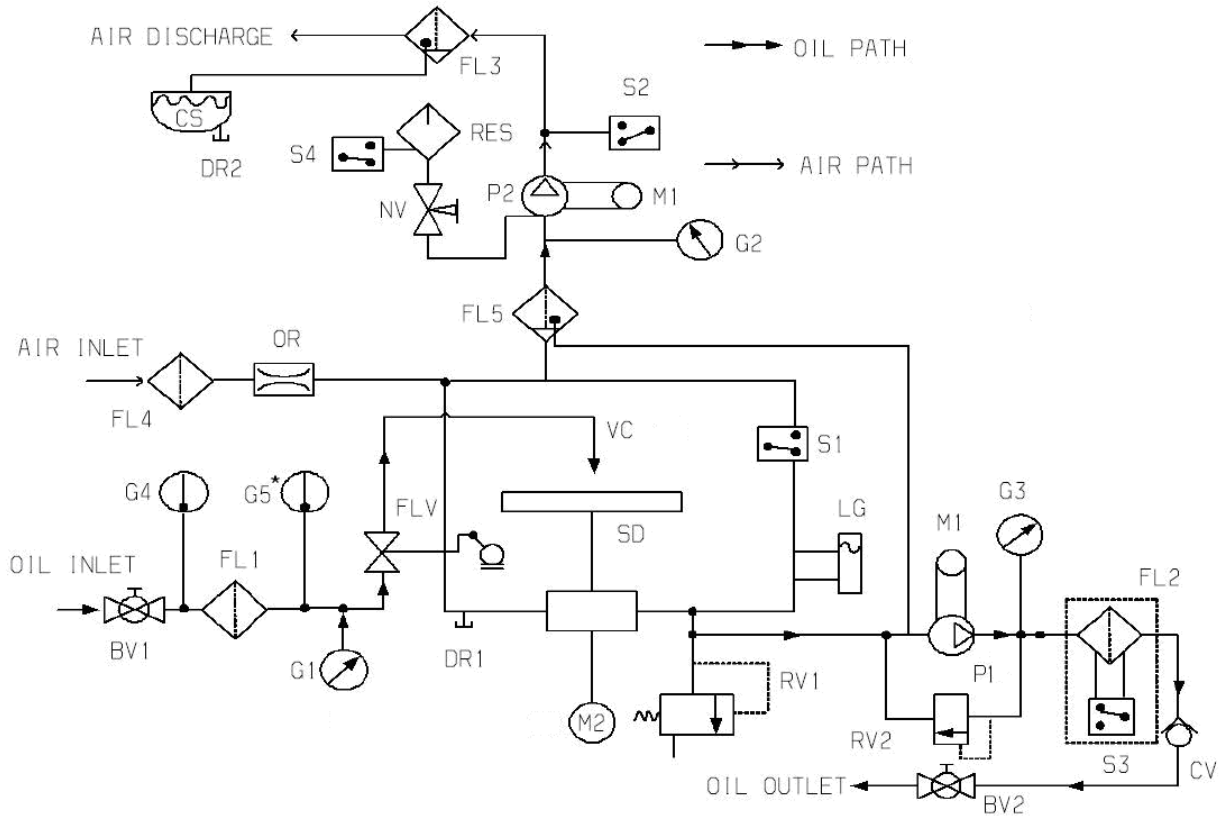 AIR DISCHARGE
FL3
OIL PATH
S2
CS
RES
S4
DR2
AIR PATH
P2
M1
NV
G2
FL5
OR
AIR INLET
FL4
VC
S1
G4
G5*
FLV
LG
G3
SD
M1
OIL INLET
FL1
FL2
BV1
G1
DR1
P1
RV1
M2
RV2
S3
CV
OIL OUTLET
BV2